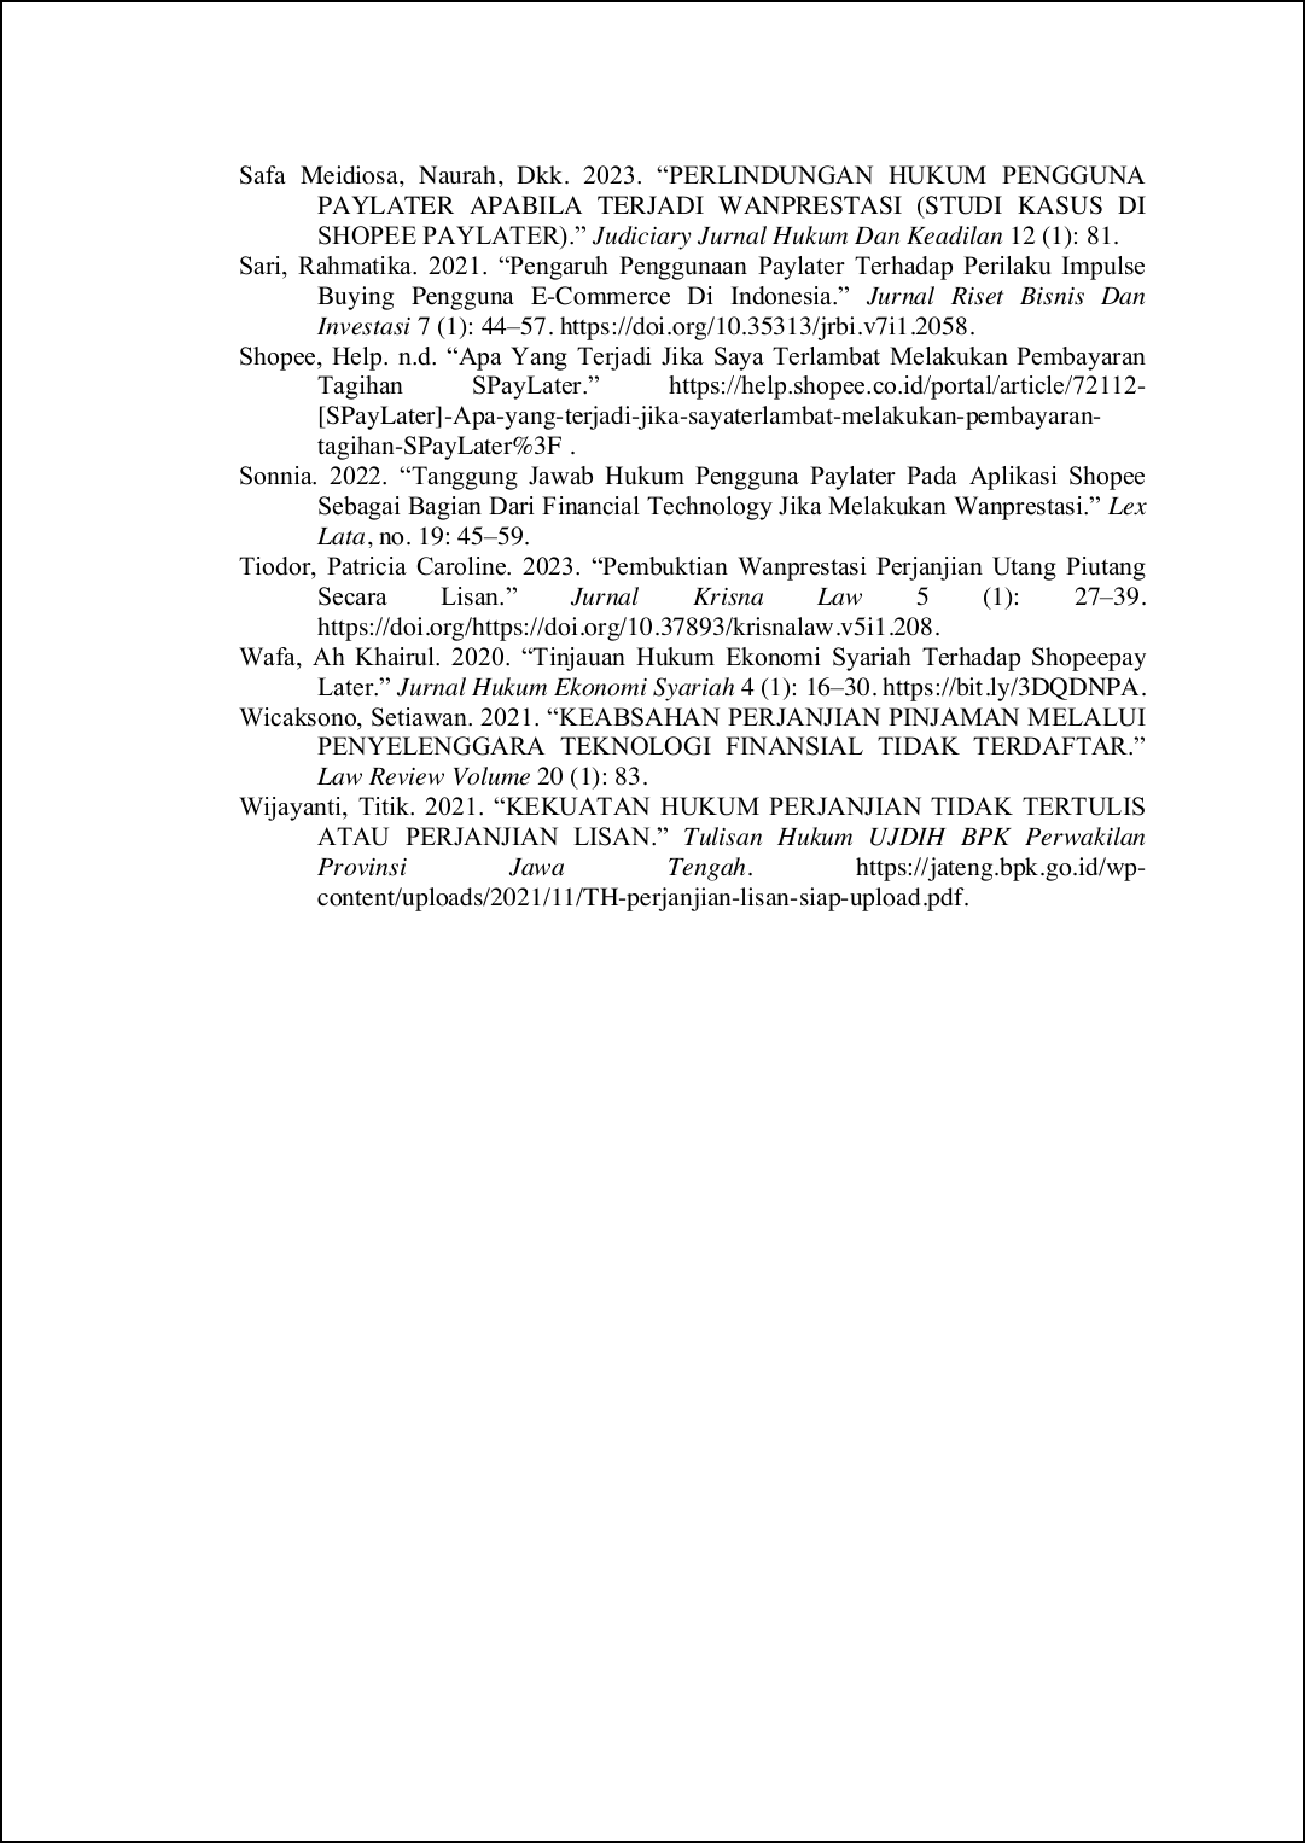 Safa Meidiosa, Naurah, Dkk. 2023. “PERLINDUNGAN HUKUM PENGGUNA
PAYLATER APABILA TERJADI WANPRESTASI (STUDI KASUS DI
SHOPEE PAYLATER).” Judiciary Jurnal Hukum Dan Keadilan 12 (1): 81.
Sari, Rahmatika. 2021. “Pengaruh Penggunaan Paylater Terhadap Perilaku Impulse
Buying Pengguna E-Commerce Di Indonesia.” Jurnal Riset Bisnis Dan
Investasi 7 (1): 44–57. https://doi.org/10.35313/jrbi.v7i1.2058.
Shopee, Help. n.d. “Apa Yang Terjadi Jika Saya Terlambat Melakukan Pembayaran
Tagihan SPayLater.” https://help.shopee.co.id/portal/article/72112-
[SPayLater]-Apa-yang-terjadi-jika-sayaterlambat-melakukan-pembayaran-
tagihan-SPayLater%3F .
Sonnia. 2022. “Tanggung Jawab Hukum Pengguna Paylater Pada Aplikasi Shopee
Sebagai Bagian Dari Financial Technology Jika Melakukan Wanprestasi.” Lex
Lata, no. 19: 45–59.
Tiodor, Patricia Caroline. 2023. “Pembuktian Wanprestasi Perjanjian Utang Piutang
Secara Lisan.” Jurnal Krisna Law 5 (1): 27–39.
https://doi.org/https://doi.org/10.37893/krisnalaw.v5i1.208.
Wafa, Ah Khairul. 2020. “Tinjauan Hukum Ekonomi Syariah Terhadap Shopeepay
Later.” Jurnal Hukum Ekonomi Syariah 4 (1): 16–30. https://bit.ly/3DQDNPA.
Wicaksono, Setiawan. 2021. “KEABSAHAN PERJANJIAN PINJAMAN MELALUI
PENYELENGGARA TEKNOLOGI FINANSIAL TIDAK TERDAFTAR.”
Law Review Volume 20 (1): 83.
Wijayanti, Titik. 2021. “KEKUATAN HUKUM PERJANJIAN TIDAK TERTULIS
ATAU PERJANJIAN LISAN.” Tulisan Hukum UJDIH BPK Perwakilan
Provinsi Jawa Tengah. https://jateng.bpk.go.id/wp-
content/uploads/2021/11/TH-perjanjian-lisan-siap-upload.pdf.